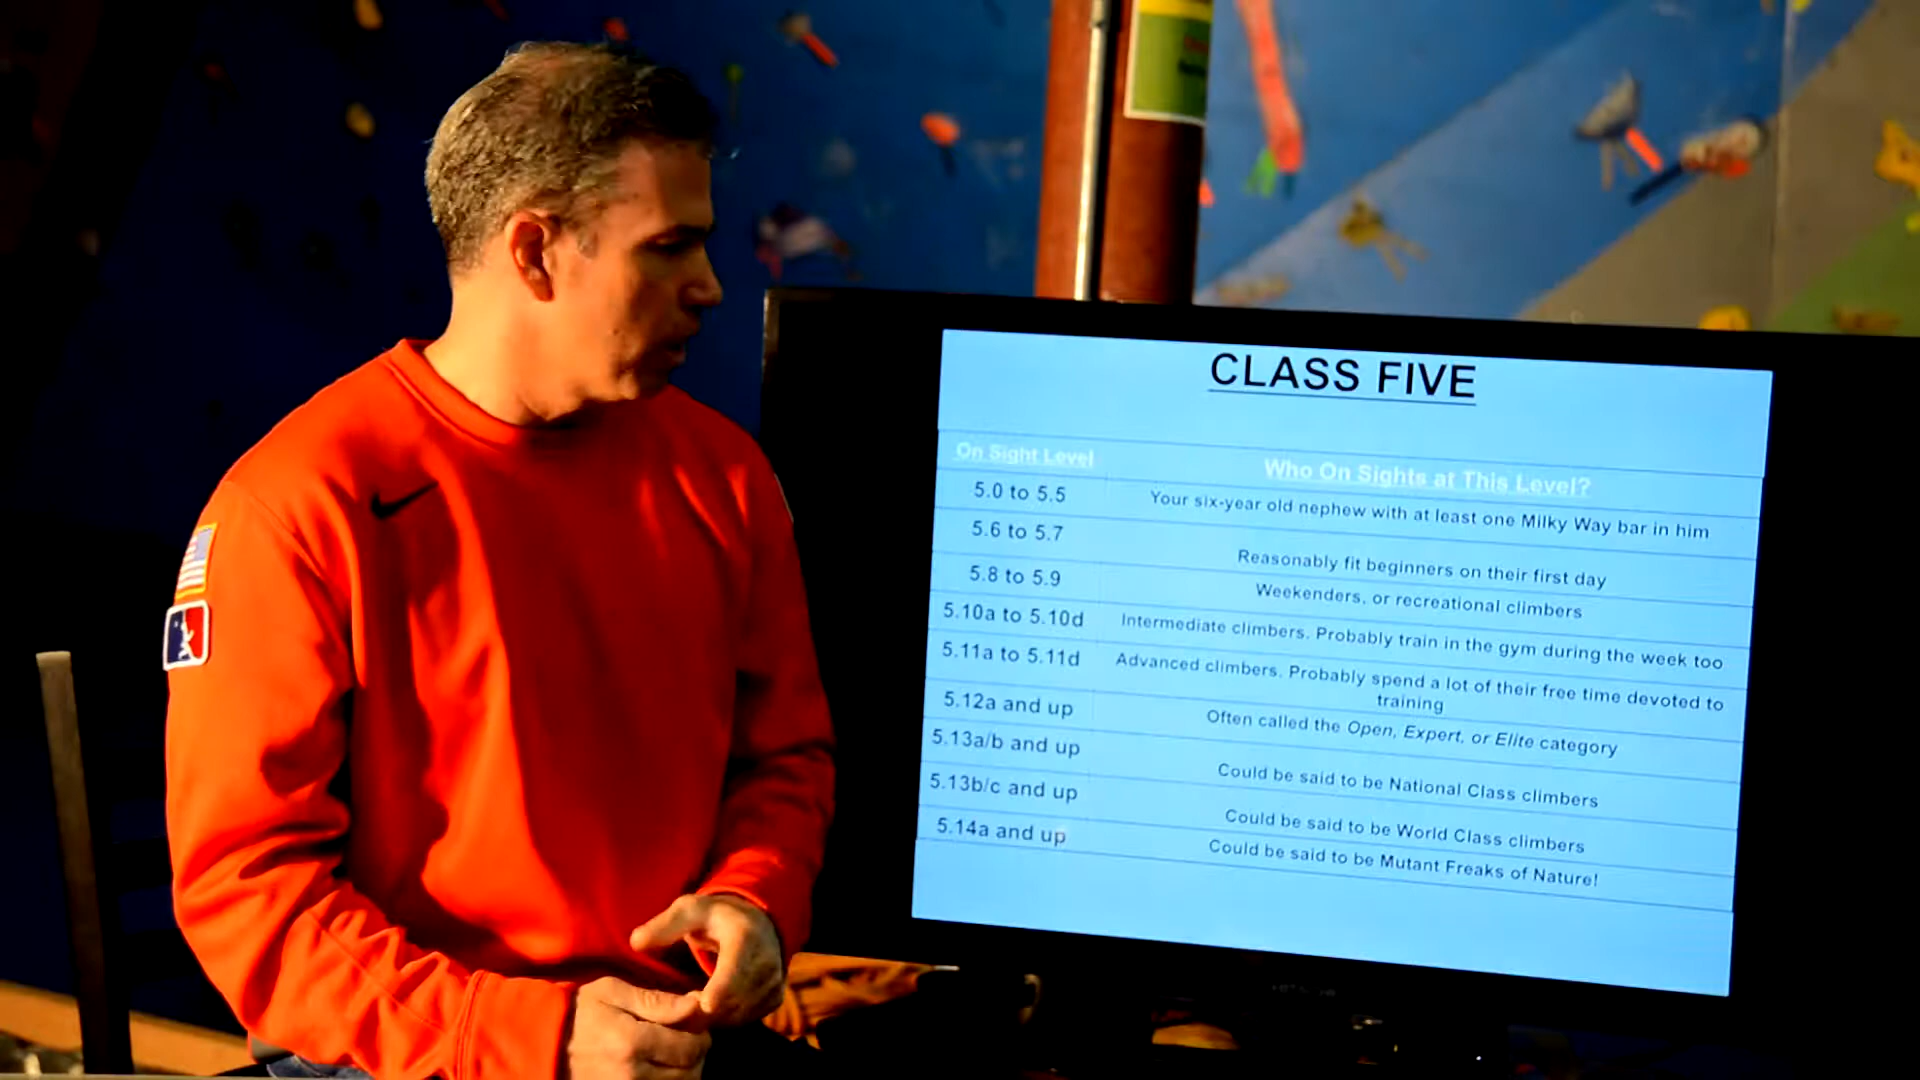 CLASS FIVE
On Sight Level Who On Sights at This Level?
5.0 to 5.5 Your six-year old nephew with at least one Milky Way bar in him
5.6 to 5.7 Reasonably fit beginners on their first day
5.8 to 5.9 Weekenders, or recreational climbers
5.10a to 5.10d Intermediate climbers. Probably train in the gym during the week too
5.11a to 5.11d Advanced climbers. Probably spend a lot of their free time devoted to
training
5.12a and up Often called the Open, Expert, or Elite category
5.13a/b and up Could be said to be National Class climbers
5.13b/c and up Could be said to be World Class climbers
5.14a and up Could be said to be Mutant Freaks of Nature!